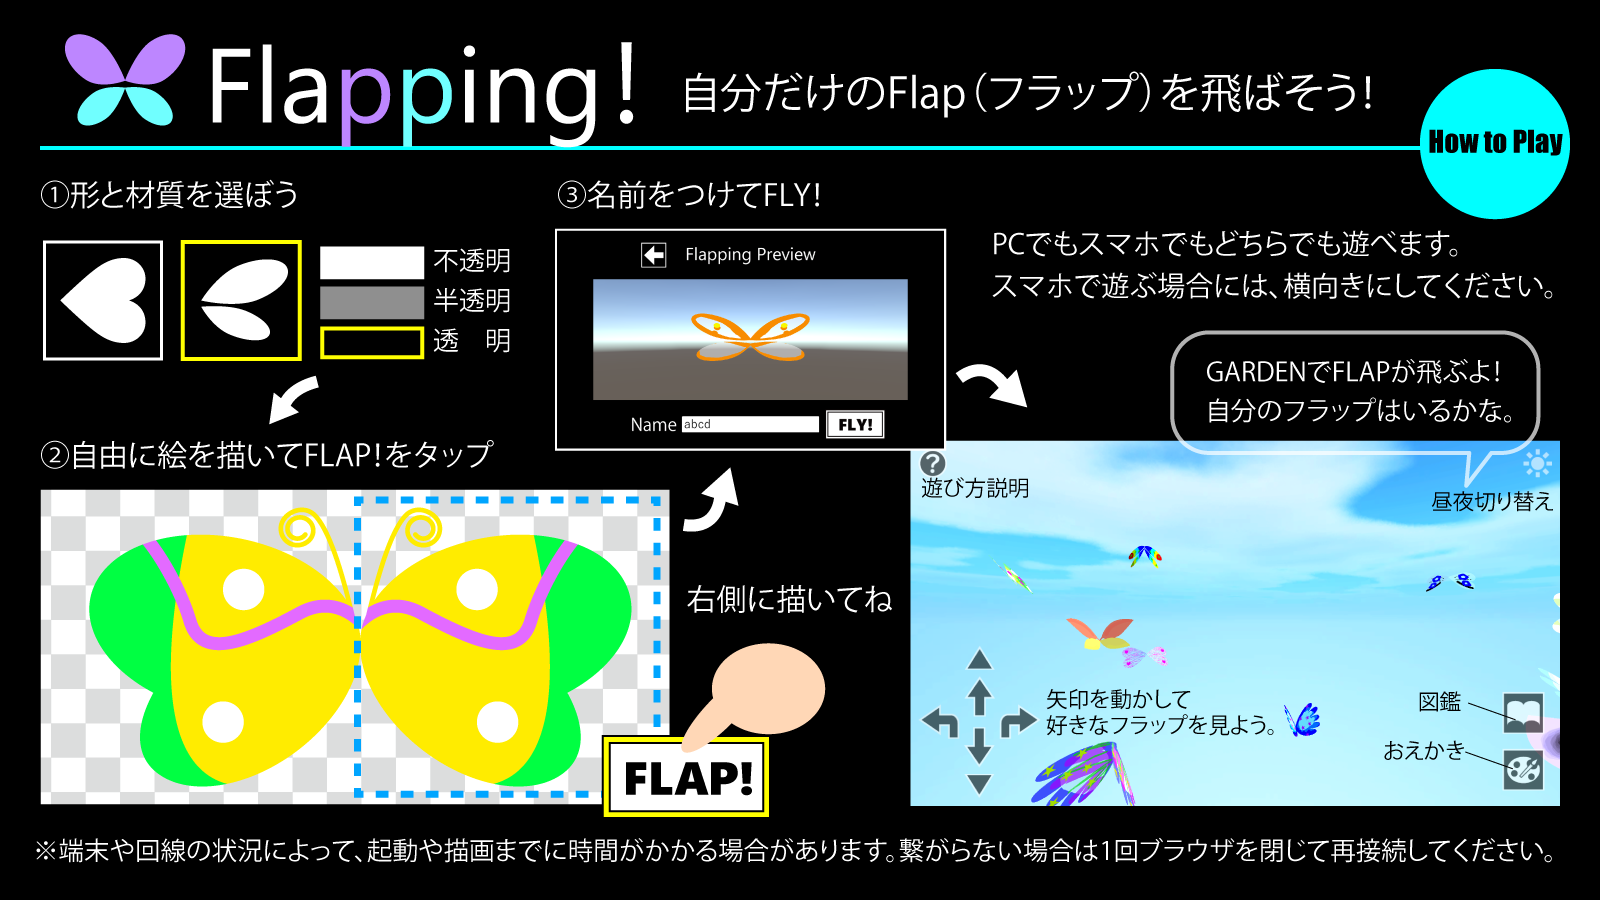 Flapping!
自分だけのFlap(フラップ)を飛ばそう!
How to Play
①形と材質を選ぼう
不透明
半透明
透　明
②自由に絵を描いてFLAP!をタップ
右側に描いてね
FLAP!
③名前をつけてFLY!
Flapping Preview
Name abcd FLY!
PCでもスマホでもどちらでも遊べます。
スマホで遊ぶ場合には、横向きにしてください。
GARDENでFLAPが飛ぶよ!
自分のフラップはいるかな。
?
遊び方説明
昼夜切り替え
矢印を動かして
好きなフラップを見よう。
図鑑
おえかき
※端末や回線の状況によって、起動や描画までに時間がかかる場合があります。繋がらない場合は1回ブラウザを閉じて再接続してください。